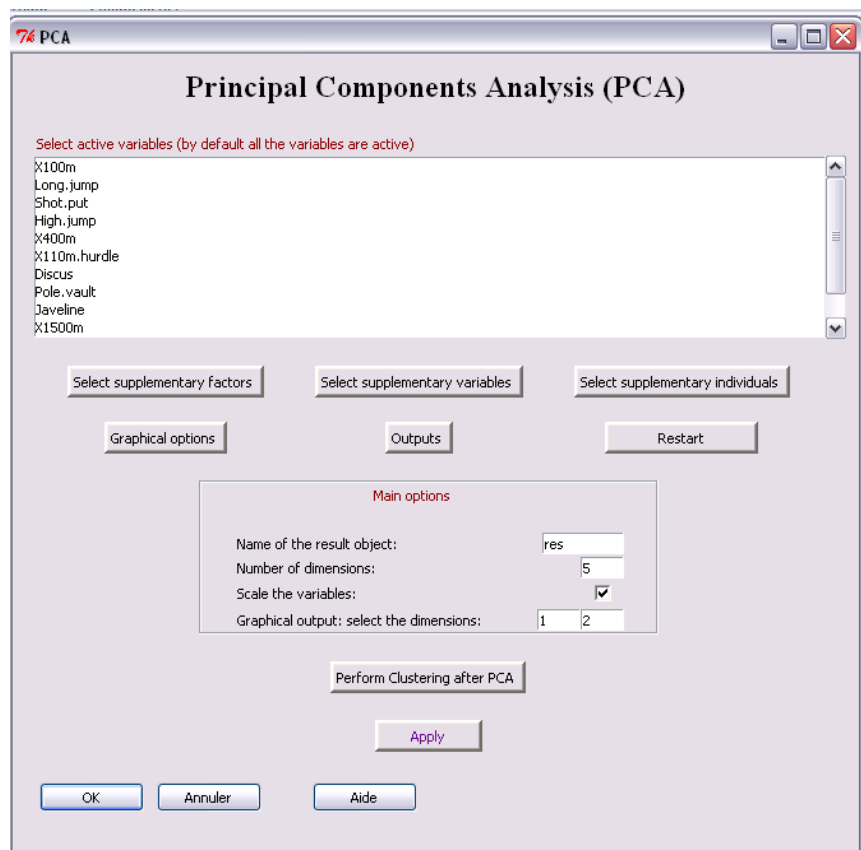 PCA
Principal Components Analysis (PCA)
Select active variables (by default all the variables are active)
X100m
Long.jump
Shot.put
High.jump
X400m
X110m.hurdle
Discus
Pole.vault
Javeline
X1500m
Select supplementary factors Select supplementary variables Select supplementary individuals
Graphical options Outputs Restart
Main options
Name of the result object: res
Number of dimensions: 5
Scale the variables:
Graphical output: select the dimensions: 1 2
Perform Clustering after PCA
Apply
OK Annuler Aide